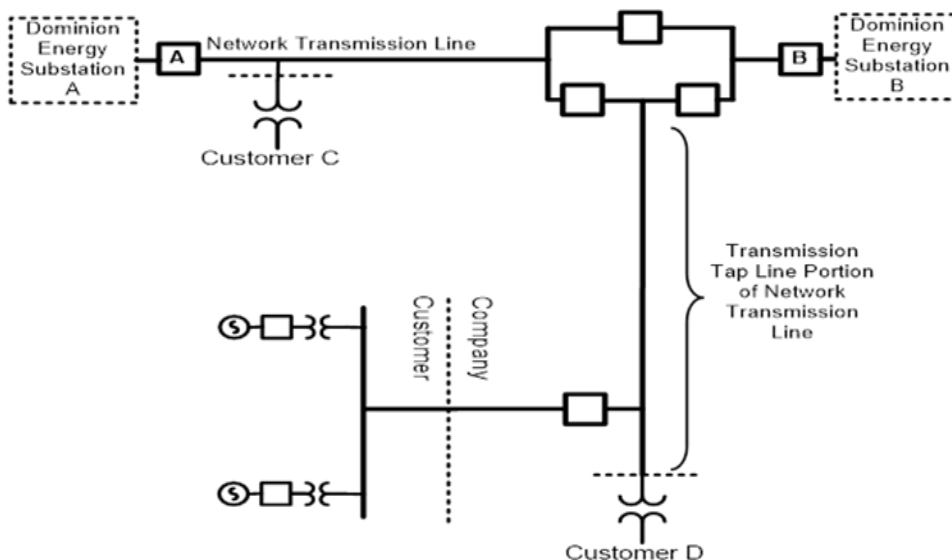 Dominion
Energy
Substation
A
A
Network Transmission Line
B
Dominion
Energy
Substation
B
Customer C
Transmission
Tap Line Portion
of Network
Transmission
Line
Customer
Company
S
S
Customer D